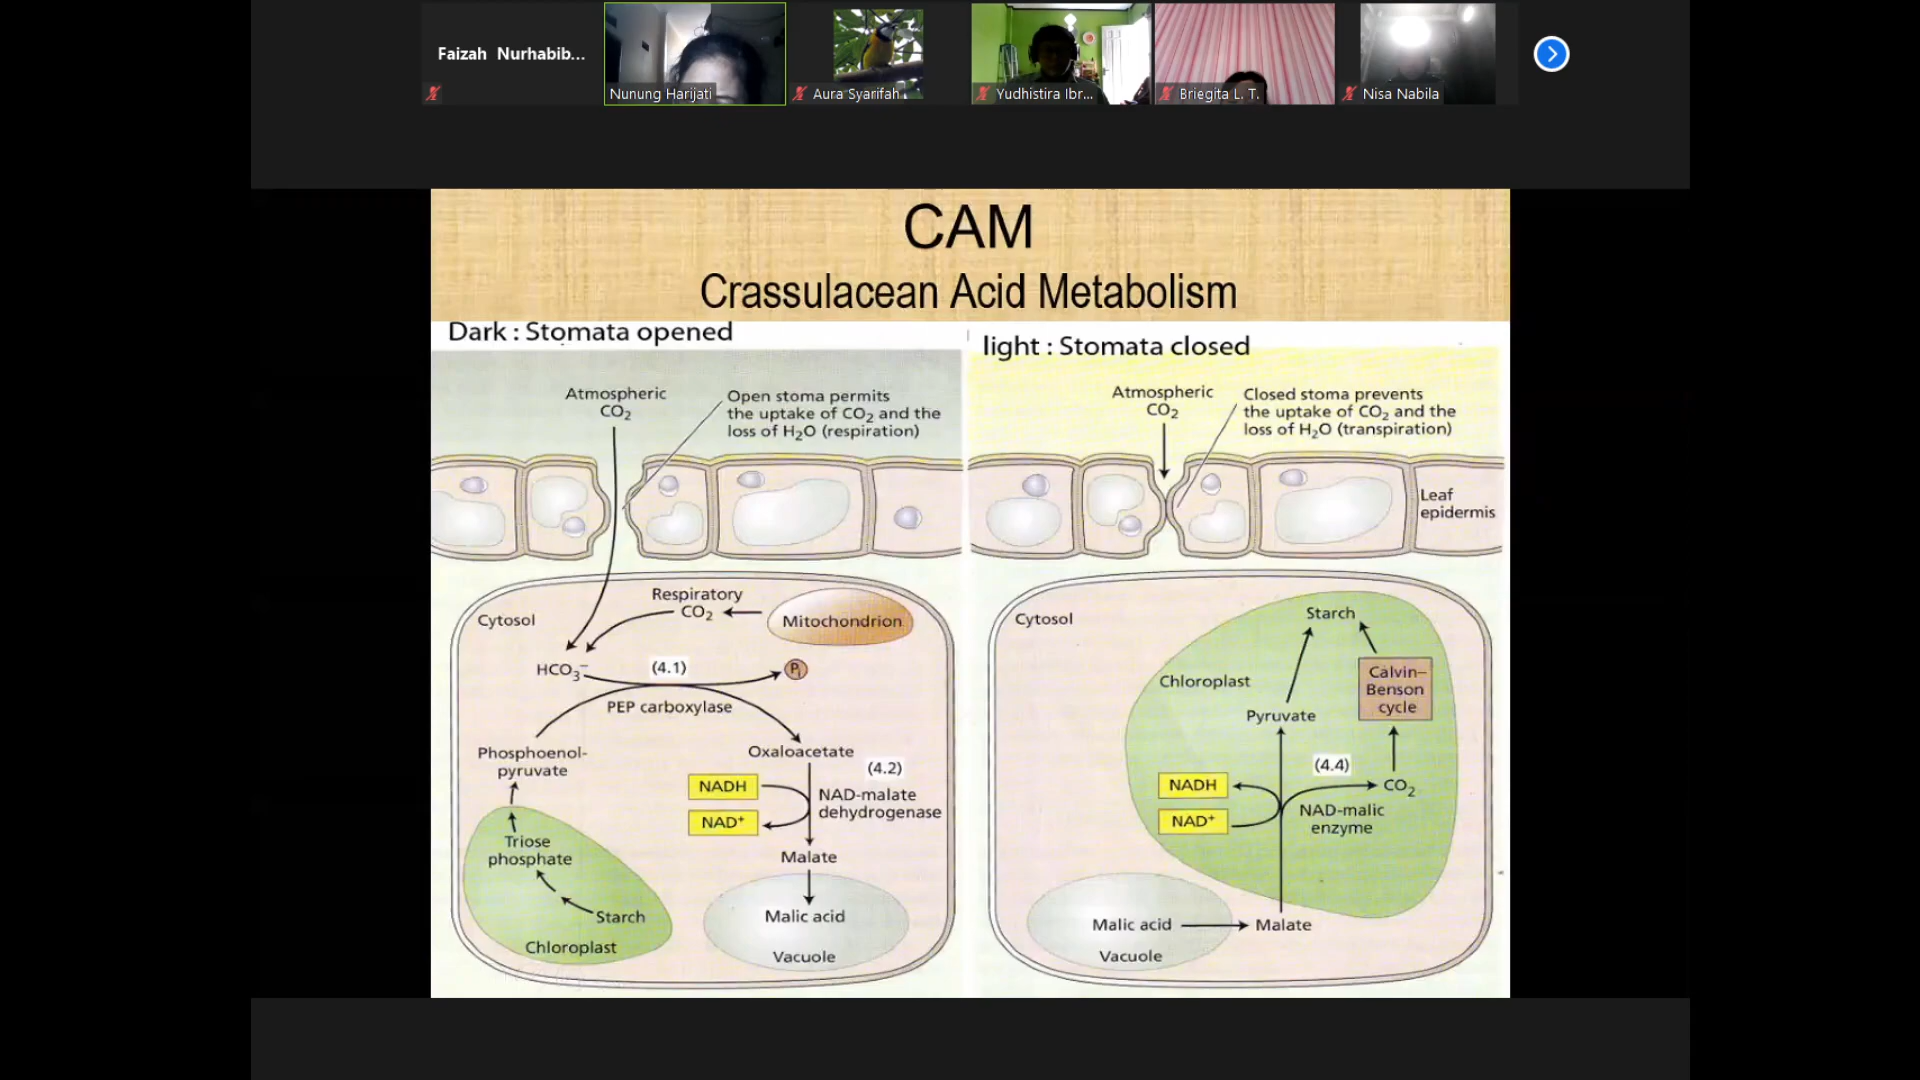 Faizah Nurhabib...
Nunung Harijati
Aura Syarifah
Yudhistira Ibr...
Briegita L. T.
Nisa Nabila
CAM
Crassulacean Acid Metabolism
Dark : Stomata opened
Atmospheric
CO₂
Open stoma permits
the uptake of CO₂ and the
loss of H₂O (respiration)
Cytosol
Respiratory
CO₂
Mitochondrion
HCO₃⁻
(4.1)
Pᵢ
PEP carboxylase
Phosphoenol-
pyruvate
Oxaloacetate
(4.2)
NADH
NAD⁺
NAD-malate
dehydrogenase
Triose
phosphate
Malate
Starch
Chloroplast
Malic acid
Vacuole
light : Stomata closed
Atmospheric
CO₂
Closed stoma prevents
the uptake of CO₂ and the
loss of H₂O (transpiration)
Leaf
epidermis
Cytosol
Starch
Chloroplast
Calvin–
Benson
cycle
Pyruvate
(4.4)
NADH
NAD⁺
CO₂
NAD-malic
enzyme
Malic acid
Malate
Vacuole